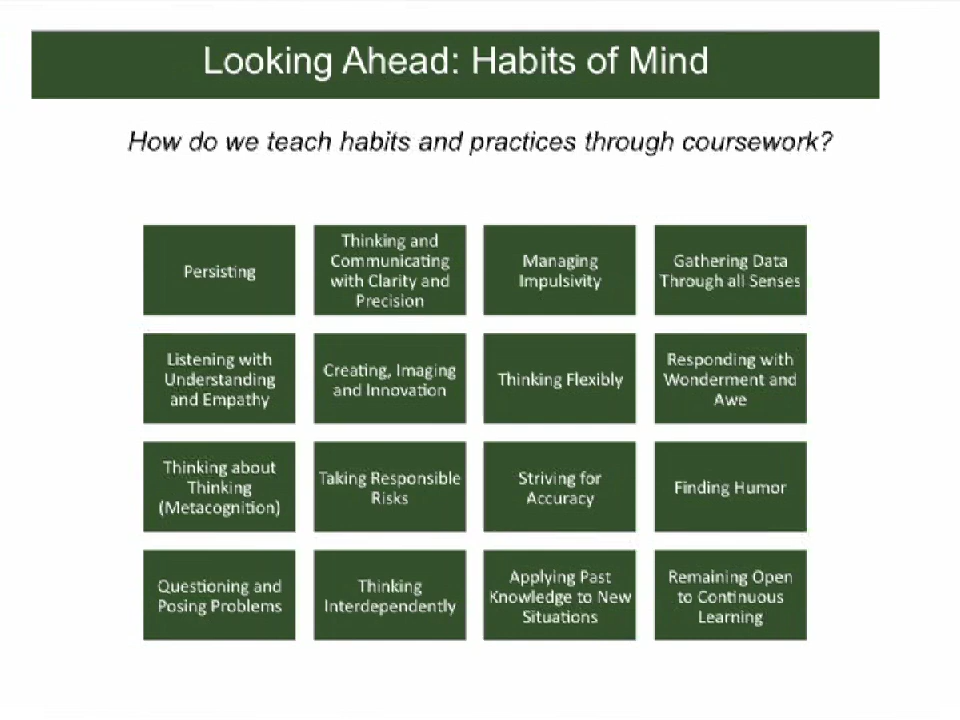 Looking Ahead: Habits of Mind
How do we teach habits and practices through coursework?
Persisting
Thinking and
Communicating
with Clarity and
Precision
Managing
Impulsivity
Gathering Data
Through all Senses
Listening with
Understanding
and Empathy
Creating, Imaging
and Innovation
Thinking Flexibly
Responding with
Wonderment and
Awe
Thinking about
Thinking
(Metacognition)
Taking Responsible
Risks
Striving for
Accuracy
Finding Humor
Questioning and
Posing Problems
Thinking
Interdependently
Applying Past
Knowledge to New
Situations
Remaining Open
to Continuous
Learning